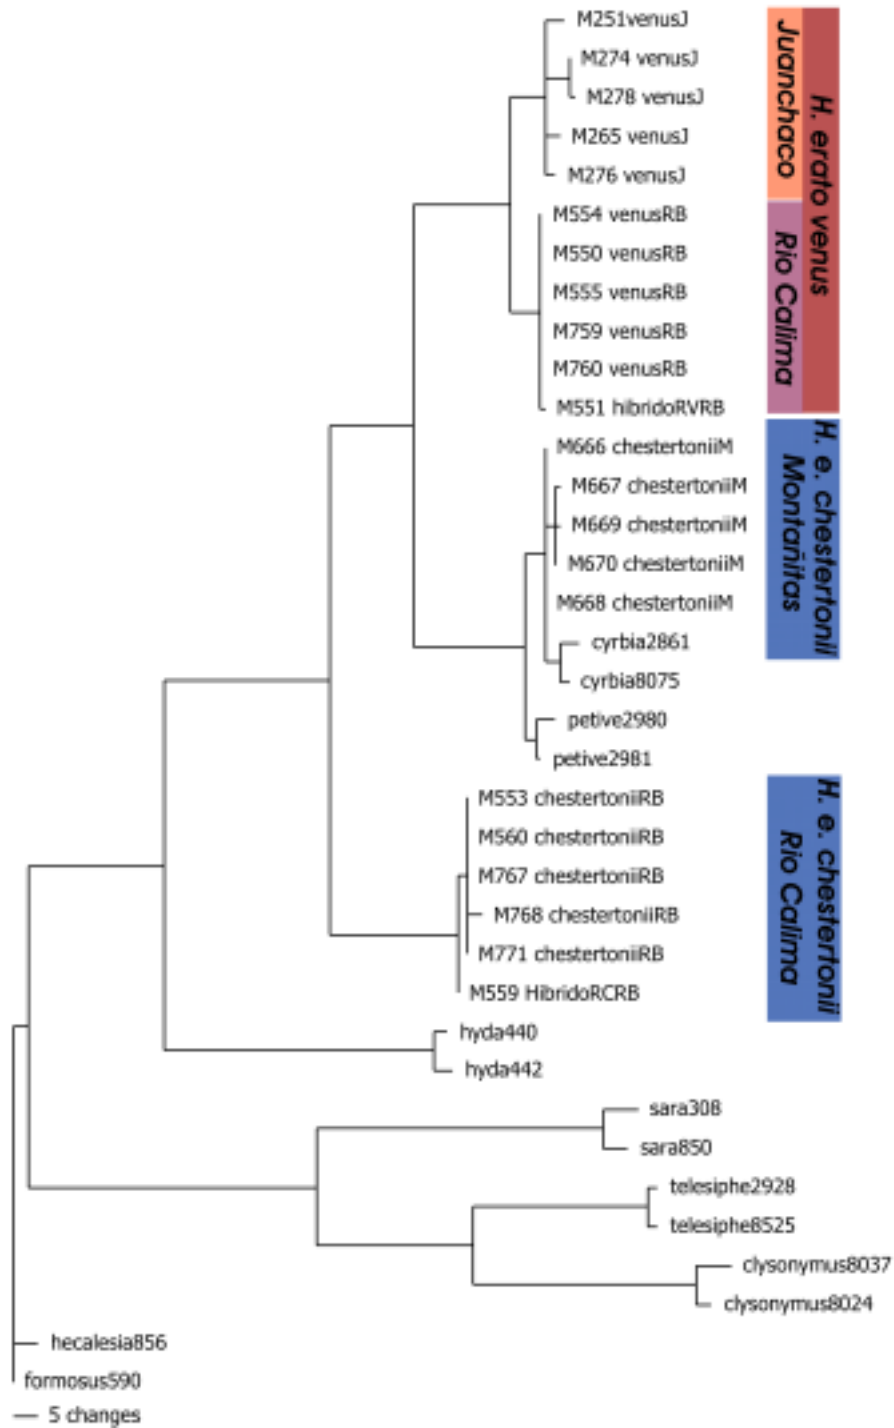 M251venusJ
M274 venusJ
M278 venusJ
M265 venusJ
M276 venusJ
M554 venusRB
M550 venusRB
M555 venusRB
M759 venusRB
M760 venusRB
M551 hibridoRVRB
M666 chestertoniiM
M667 chestertoniiM
M669 chestertoniiM
M670 chestertoniiM
M668 chestertoniiM
cyrbia2861
cyrbia8075
petive2980
petive2981
M553 chestertoniiRB
M560 chestertoniiRB
M767 chestertoniiRB
M768 chestertoniiRB
M771 chestertoniiRB
M559 HibridoRCRB
hyda440
hyda442
sara308
sara850
telesiphe2928
telesiphe8525
clysonymus8037
clysonymus8024
hecalesia856
formosus590
5 changes
H. erato venus
Juanchaco
Rio Calima
H. e. chestertonii
Montañitas
H. e. chestertonii
Rio Calima